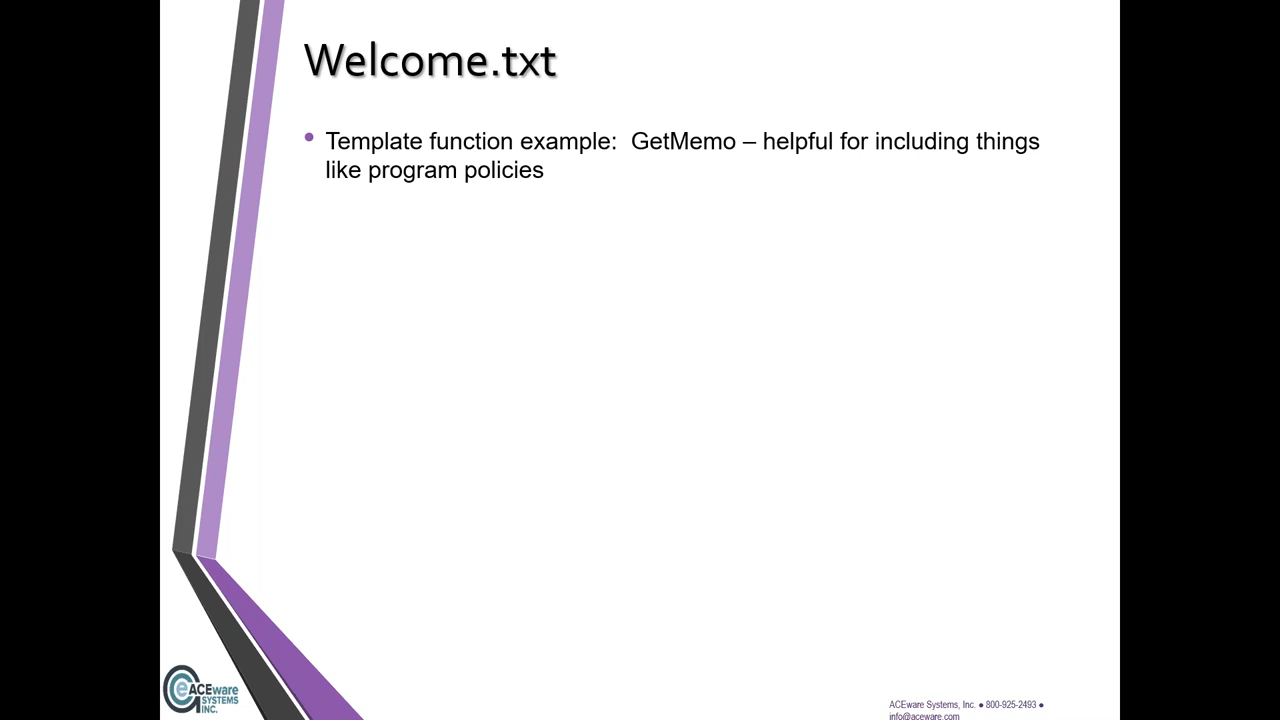 Welcome.txt
• Template function example:  GetMemo – helpful for including things
like program policies
ACEware
SYSTEMS
INC.
ACEware Systems, Inc. ● 800-925-2493 ●
info@aceware.com